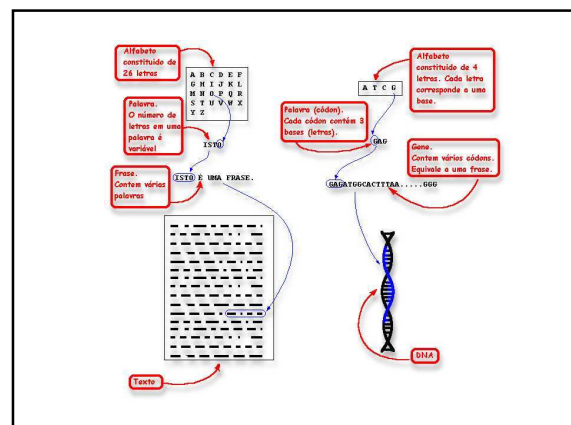 Alfabeto
constituído de
26 letras
A B C D E F
G H I J K L
M N O P Q R
S T U V W X
Y Z
Palavra.
O número de
letras em uma
palavra é
variável
ISTO
Frase.
Contem várias
palavras
ISTO É UMA FRASE.
Texto
Alfabeto
constituído de 4
letras. Cada letra
corresponde a uma
base.
A T C G
Palavra (códon).
Cada códon contém 3
bases (letras).
GAG
Gene.
Contem vários códons.
Equivale a uma frase.
GAGATGGCACTTTAA.....GGG
DNA